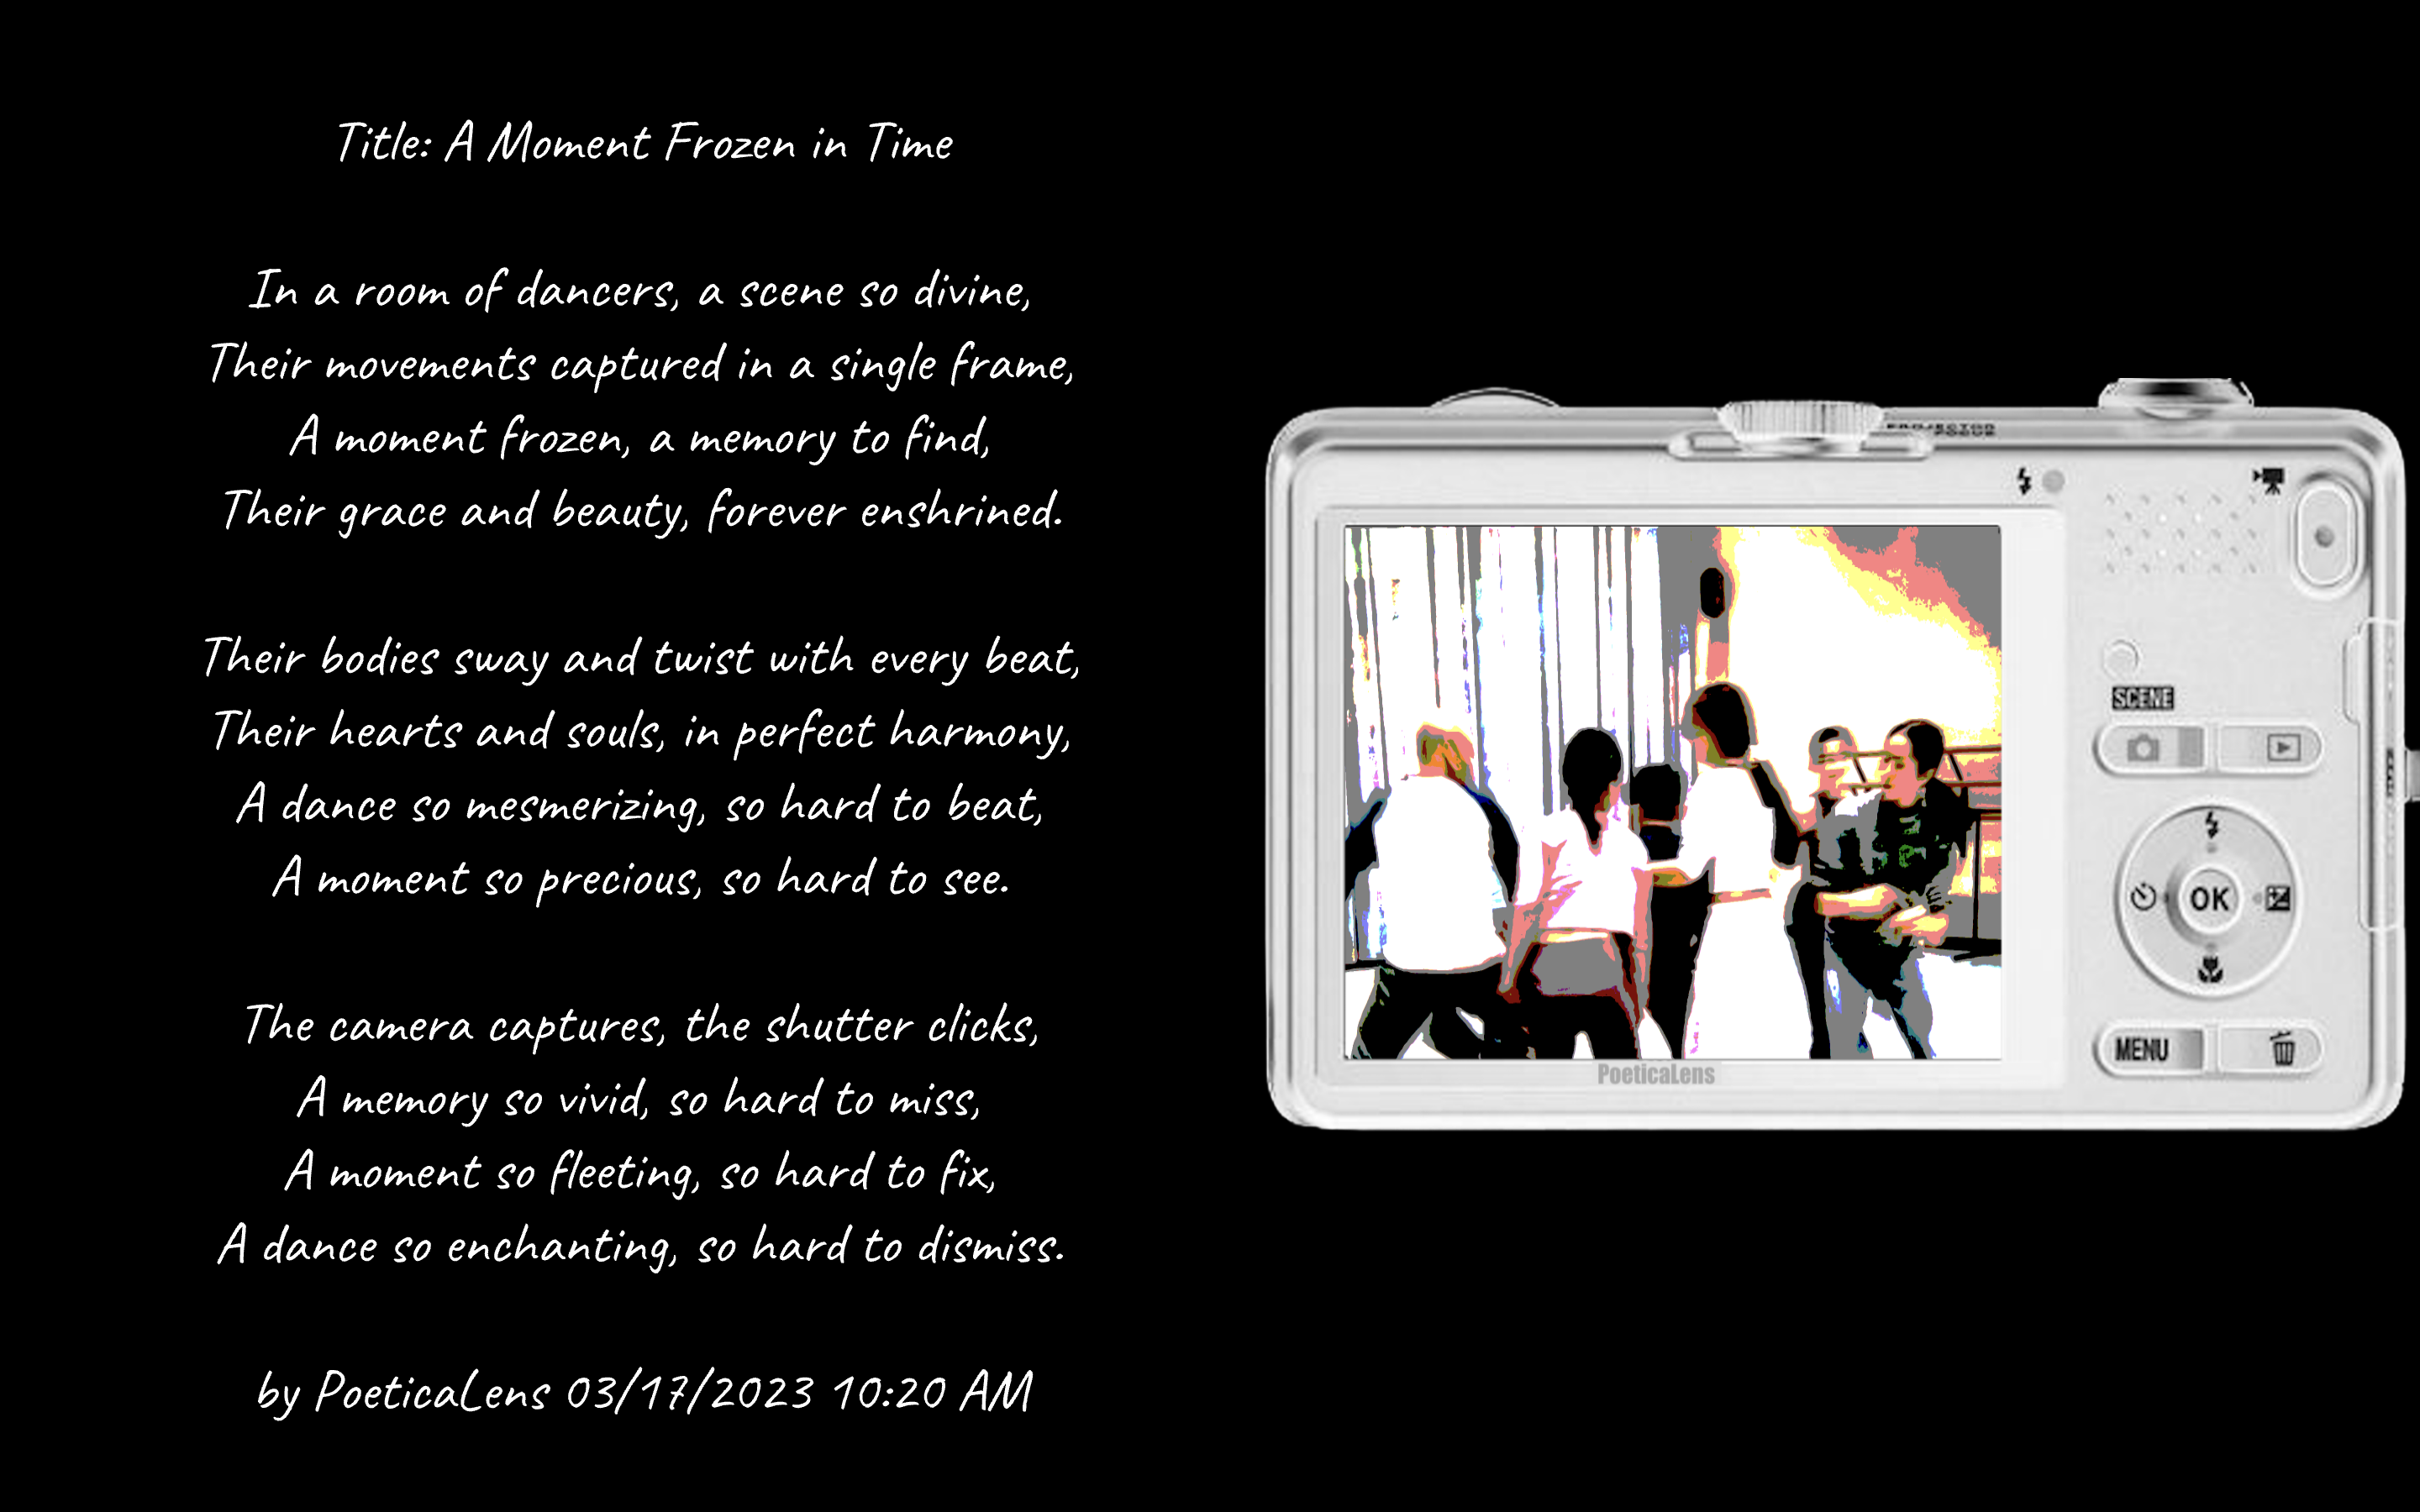 Title: A Moment Frozen in Time
In a room of dancers, a scene so divine,
Their movements captured in a single frame,
A moment frozen, a memory to find,
Their grace and beauty, forever enshrined.
Their bodies sway and twist with every beat,
Their hearts and souls, in perfect harmony,
A dance so mesmerizing, so hard to beat,
A moment so precious, so hard to see.
The camera captures, the shutter clicks,
A memory so vivid, so hard to miss,
A moment so fleeting, so hard to fix,
A dance so enchanting, so hard to dismiss.
by PoeticaLens 03/17/2023 10:20 AM
PROJECTOR
FOCUS
SCENE
OK
MENU
PoeticaLens